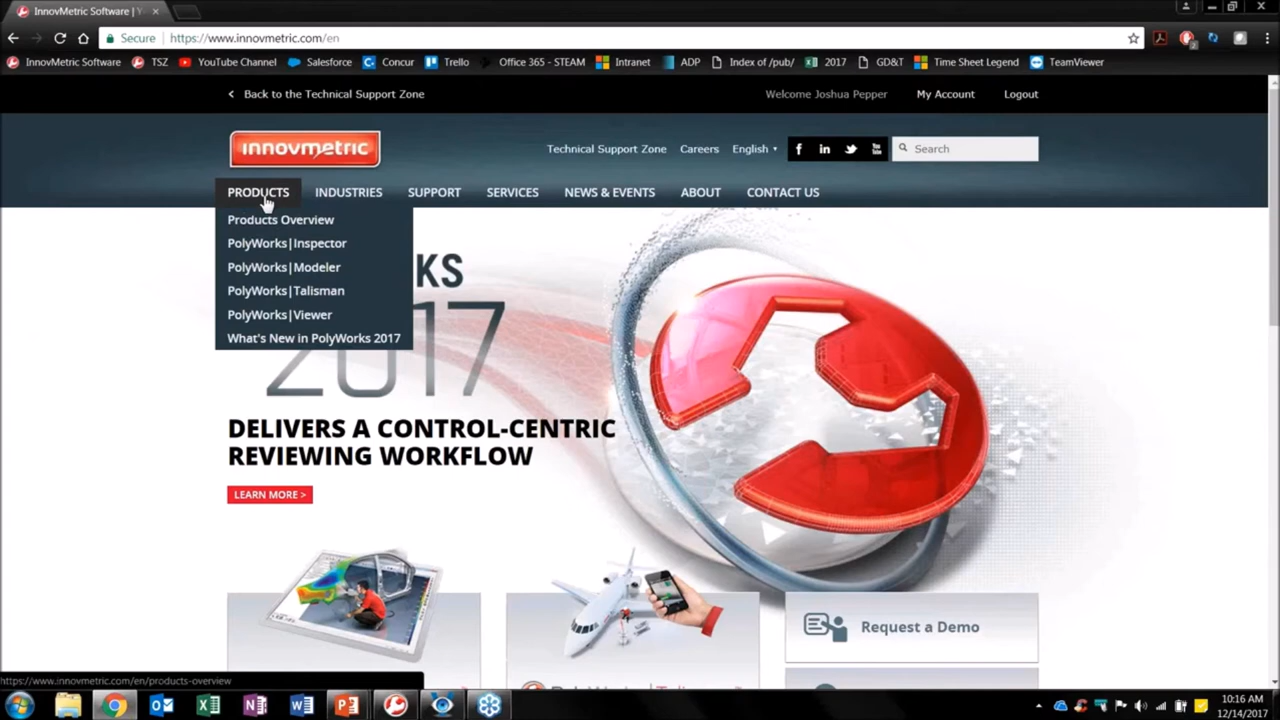 InnovMetric Software | Y
Secure
https://www.innovmetric.com/en
2
InnovMetric Software
TSZ
YouTube Channel
Salesforce
Concur
Trello
Office 365 - STEAM
Intranet
ADP
Index of /pub/
2017
GD&T
Time Sheet Legend
TeamViewer
Back to the Technical Support Zone
Welcome Joshua Pepper
My Account
Logout
innovmetric
Technical Support Zone
Careers
English
Search
PRODUCTS
INDUSTRIES
SUPPORT
SERVICES
NEWS & EVENTS
ABOUT
CONTACT US
Products Overview
PolyWorks|Inspector
PolyWorks|Modeler
PolyWorks|Talisman
PolyWorks|Viewer
What's New in PolyWorks 2017
KS
2017
DELIVERS A CONTROL-CENTRIC
REVIEWING WORKFLOW
LEARN MORE >
Request a Demo
https://www.innovmetric.com/en/products-overview
10:16 AM
12/14/2017